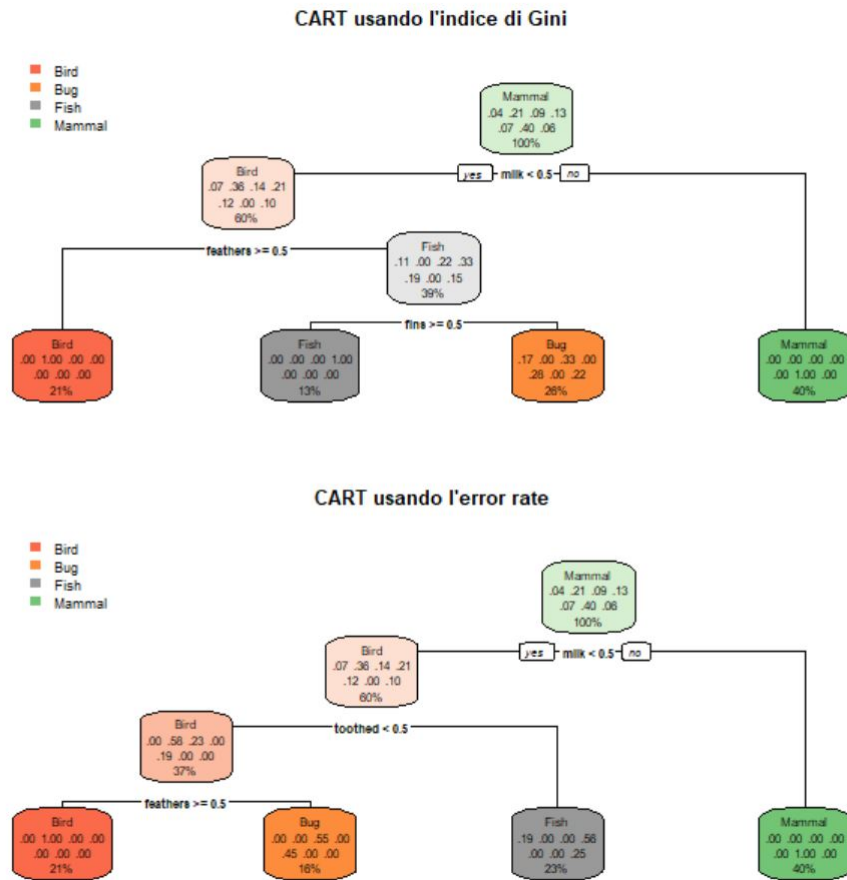 CART usando l'indice di Gini
Bird
Bug
Fish
Mammal
Mammal
.04 .21 .09 .13
.07 .40 .06
100%
yes milk < 0.5 no
Bird
.07 .36 .14 .21
.12 .00 .10
60%
feathers >= 0.5
Fish
.11 .00 .22 .33
.19 .00 .15
39%
fins >= 0.5
Bird
.00 1.00 .00 .00
.00 .00 .00
21%
Fish
.00 .00 .00 1.00
.00 .00 .00
13%
Bug
.17 .00 .33 .00
.28 .00 .22
26%
Mammal
.00 .00 .00 .00
.00 1.00 .00
40%
CART usando l'error rate
Bird
Bug
Fish
Mammal
Mammal
.04 .21 .09 .13
.07 .40 .06
100%
yes milk < 0.5 no
Bird
.07 .36 .14 .21
.12 .00 .10
60%
toothed < 0.5
Bird
.00 .58 .23 .00
.19 .00 .00
37%
feathers >= 0.5
Bird
.00 1.00 .00 .00
.00 .00 .00
21%
Bug
.00 .00 .55 .00
.45 .00 .00
16%
Fish
.19 .00 .00 .56
.00 .00 .25
23%
Mammal
.00 .00 .00 .00
.00 1.00 .00
40%